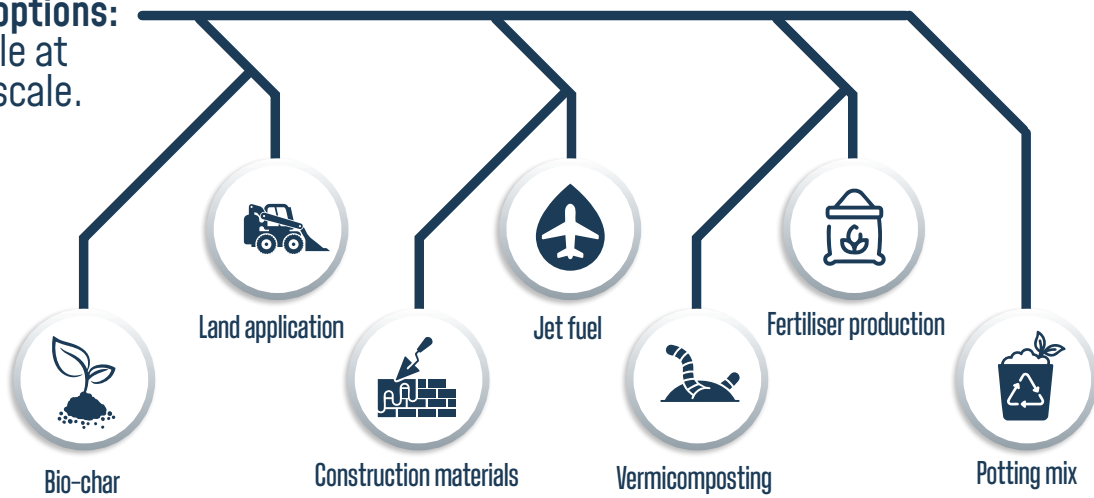 options:
le at
scale.
Land application
Jet fuel
Fertiliser production
Bio-char
Construction materials
Vermicomposting
Potting mix